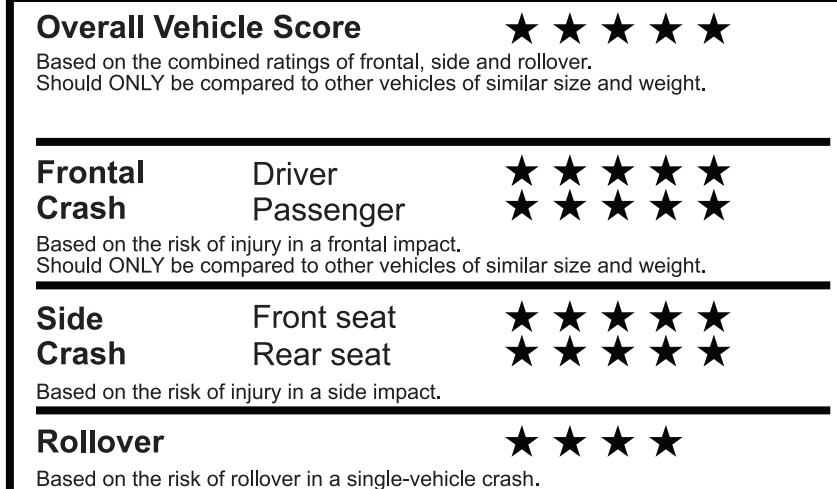 Overall Vehicle Score ★ ★ ★ ★ ★
Based on the combined ratings of frontal, side and rollover.
Should ONLY be compared to other vehicles of similar size and weight.
Frontal Driver ★ ★ ★ ★ ★
Crash Passenger ★ ★ ★ ★ ★
Based on the risk of injury in a frontal impact.
Should ONLY be compared to other vehicles of similar size and weight.
Side Front seat ★ ★ ★ ★ ★
Crash Rear seat ★ ★ ★ ★ ★
Based on the risk of injury in a side impact.
Rollover ★ ★ ★ ★
Based on the risk of rollover in a single-vehicle crash.